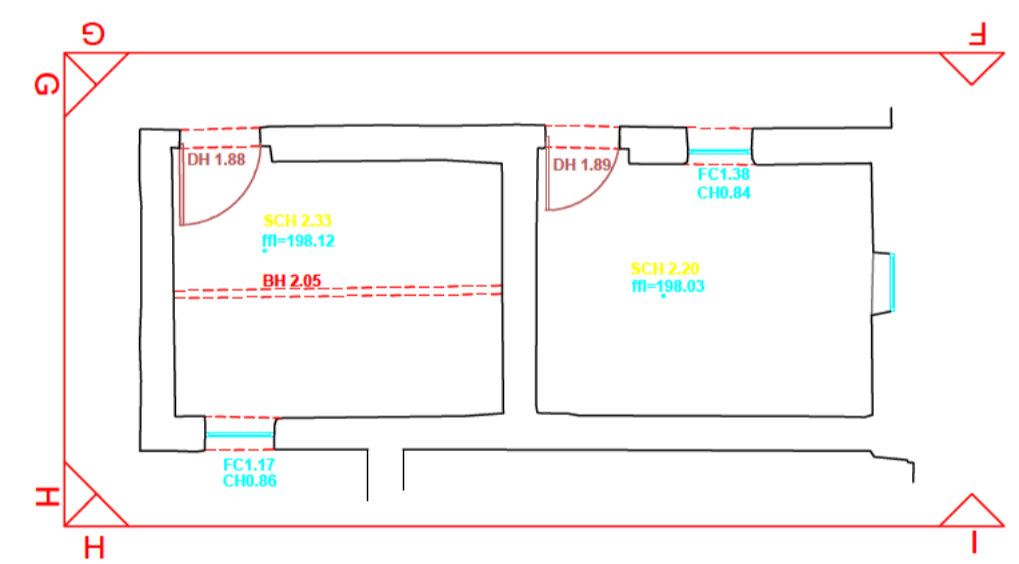 G
F
G
DH 1.88
DH 1.89
FC1.38
CH0.84
SCH 2.33
ffl=198.12
BH 2.05
SCH 2.20
ffl=198.03
FC1.17
CH0.86
H
H
I